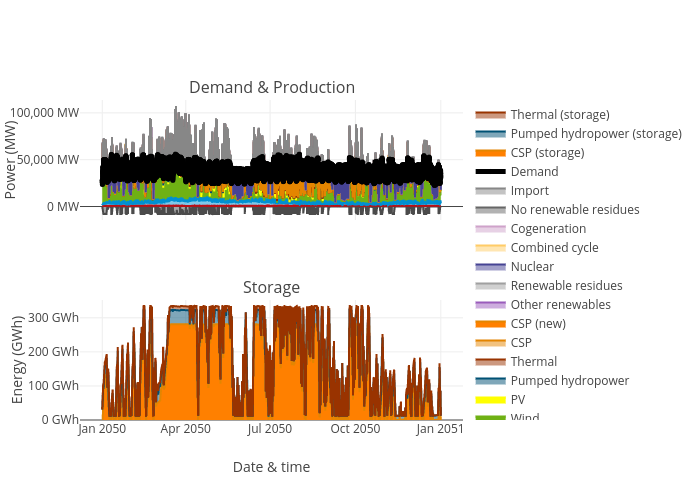 Demand & Production
Power (MW)
100,000 MW
50,000 MW
0 MW
Storage
Energy (GWh)
300 GWh
200 GWh
100 GWh
0 GWh
Jan 2050
Apr 2050
Jul 2050
Oct 2050
Jan 2051
Date & time
Thermal (storage)
Pumped hydropower (storage)
CSP (storage)
Demand
Import
No renewable residues
Cogeneration
Combined cycle
Nuclear
Renewable residues
Other renewables
CSP (new)
CSP
Thermal
Pumped hydropower
PV
Wind